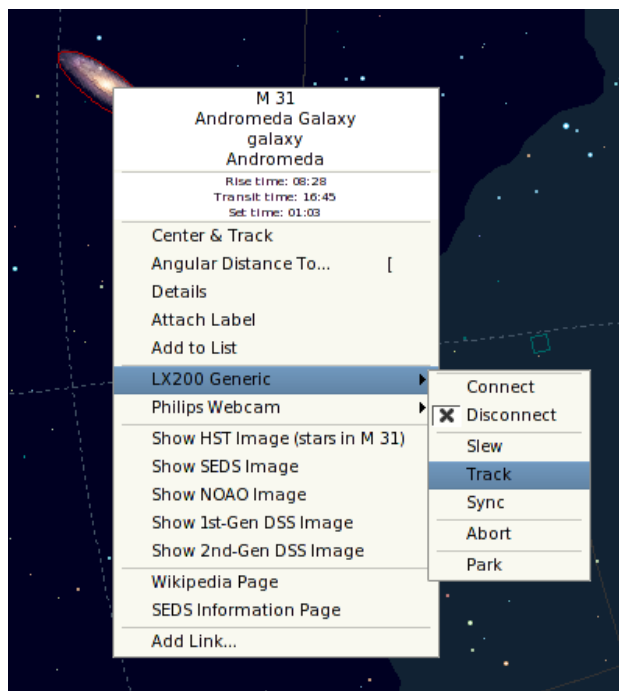 M 31
Andromeda Galaxy
galaxy
Andromeda
Rise time: 08:28
Transit time: 16:45
Set time: 01:03
Center & Track
Angular Distance To... [
Details
Attach Label
Add to List
LX200 Generic
Philips Webcam
Show HST Image (stars in M 31)
Show SEDS Image
Show NOAO Image
Show 1st-Gen DSS Image
Show 2nd-Gen DSS Image
Wikipedia Page
SEDS Information Page
Add Link...
Connect
Disconnect
Slew
Track
Sync
Abort
Park